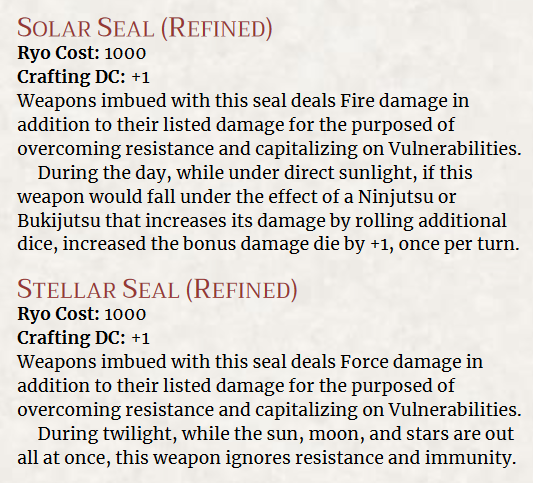 Solar Seal (Refined)
Ryo Cost: 1000
Crafting DC: +1
Weapons imbued with this seal deals Fire damage in
addition to their listed damage for the purpose of
overcoming resistance and capitalizing on Vulnerabilities.
During the day, while under direct sunlight, if this
weapon would fall under the effect of a Ninjutsu or
Bukijutsu that increases its damage by rolling additional
dice, increased the bonus damage die by +1, once per turn.
Stellar Seal (Refined)
Ryo Cost: 1000
Crafting DC: +1
Weapons imbued with this seal deals Force damage in
addition to their listed damage for the purpose of
overcoming resistance and capitalizing on Vulnerabilities.
During twilight, while the sun, moon, and stars are out
all at once, this weapon ignores resistance and immunity.